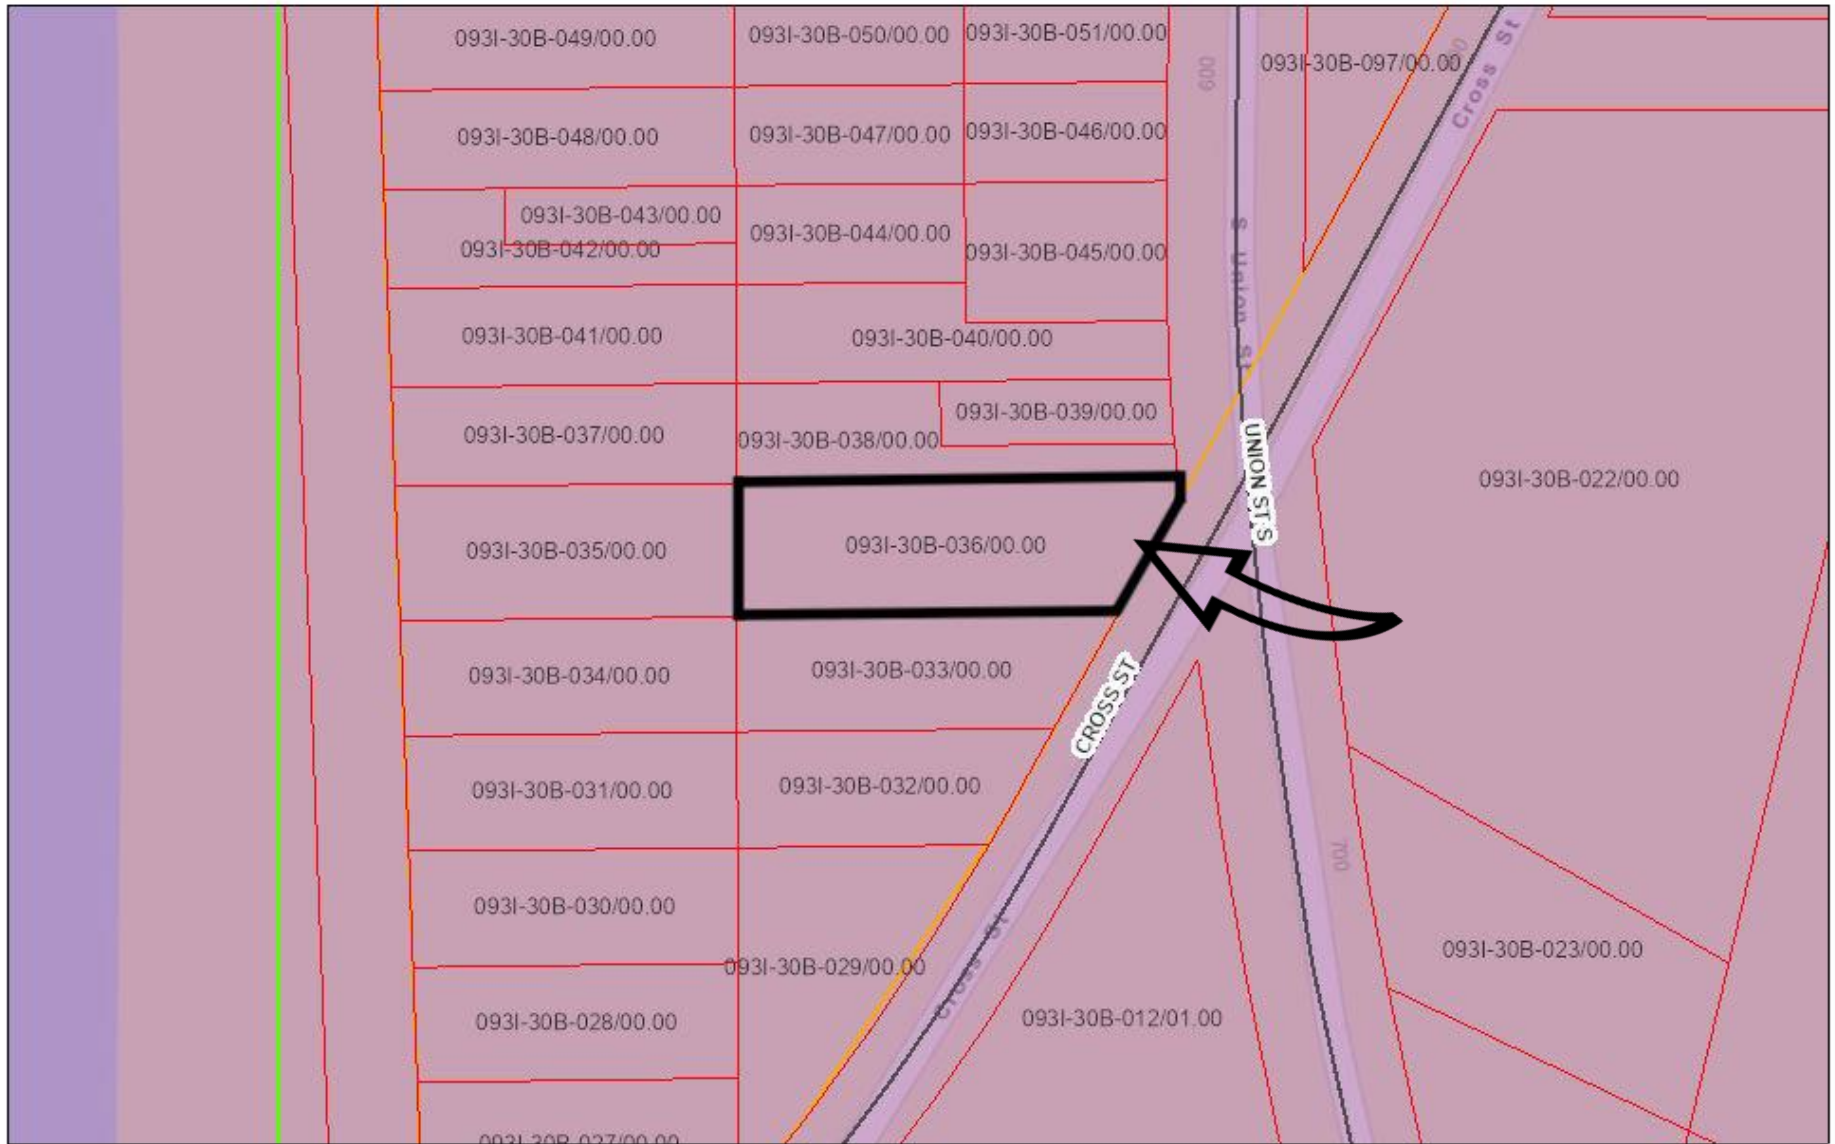 093I-30B-049/00.00
093I-30B-050/00.00
093I-30B-051/00.00
093I-30B-097/00.00
600
Cross St
093I-30B-048/00.00
093I-30B-047/00.00
093I-30B-046/00.00
093I-30B-043/00.00
093I-30B-042/00.00
093I-30B-044/00.00
093I-30B-045/00.00
S Union St
093I-30B-041/00.00
093I-30B-040/00.00
093I-30B-037/00.00
093I-30B-038/00.00
093I-30B-039/00.00
UNION ST S
093I-30B-022/00.00
093I-30B-035/00.00
093I-30B-036/00.00
093I-30B-034/00.00
093I-30B-033/00.00
CROSS ST
093I-30B-031/00.00
093I-30B-032/00.00
700
093I-30B-030/00.00
093I-30B-029/00.00
Cross St
093I-30B-023/00.00
093I-30B-028/00.00
093I-30B-012/01.00
093I-30B-027/00.00